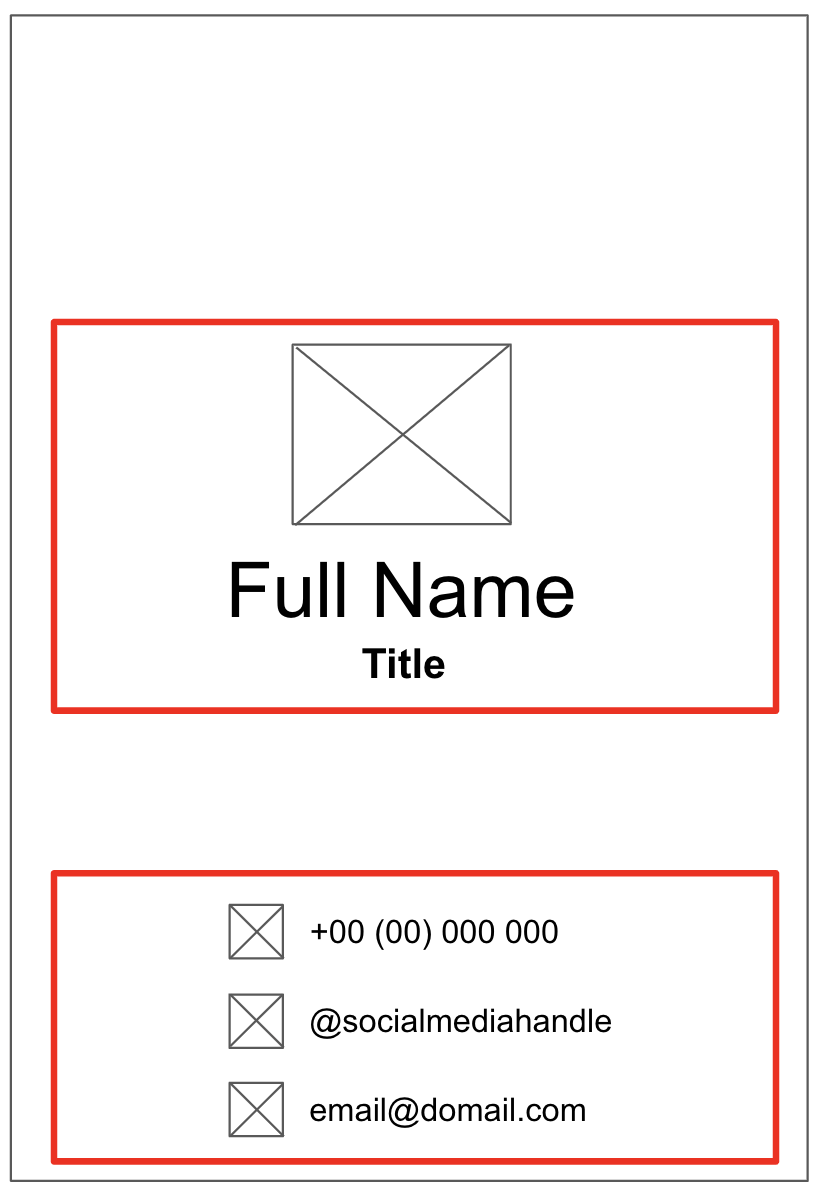 Full Name
Title
+00 (00) 000 000
@socialmediahandle
email@domail.com